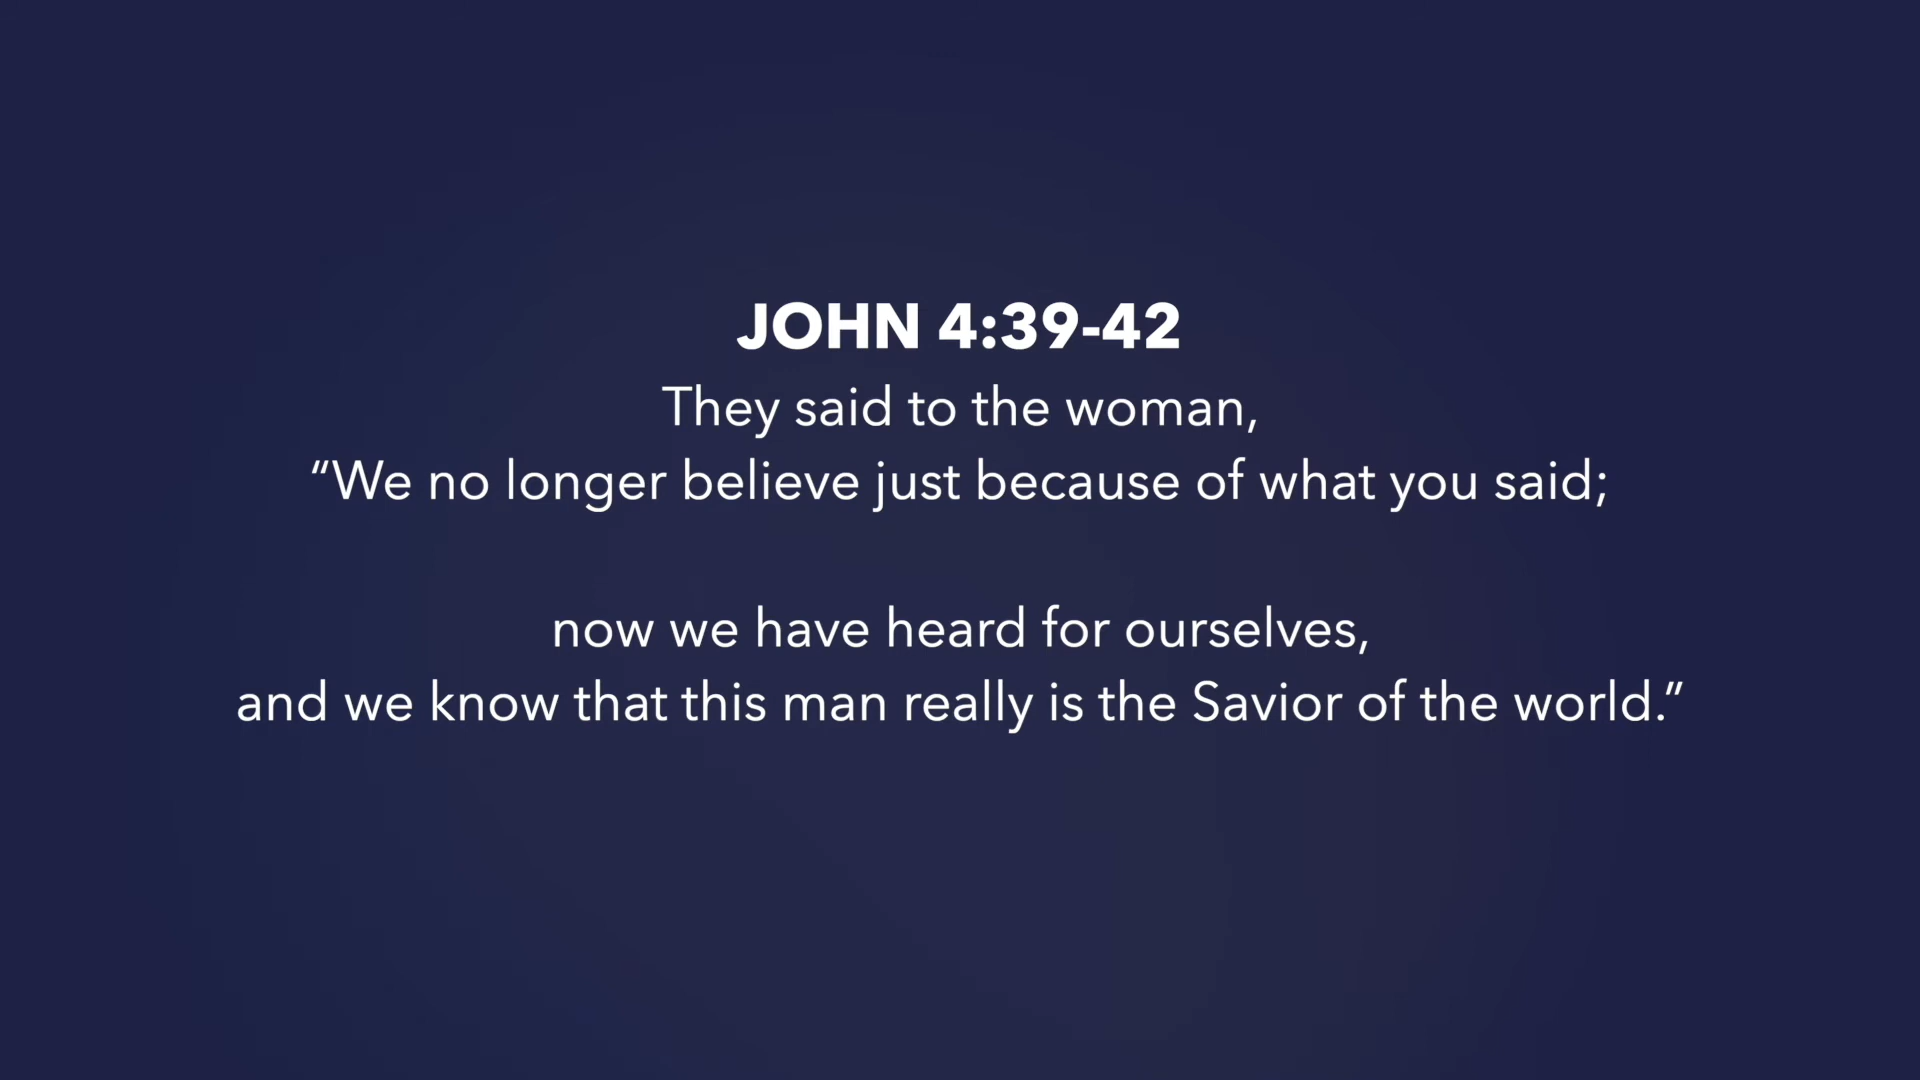 JOHN 4:39-42
They said to the woman,
“We no longer believe just because of what you said;
now we have heard for ourselves,
and we know that this man really is the Savior of the world.”